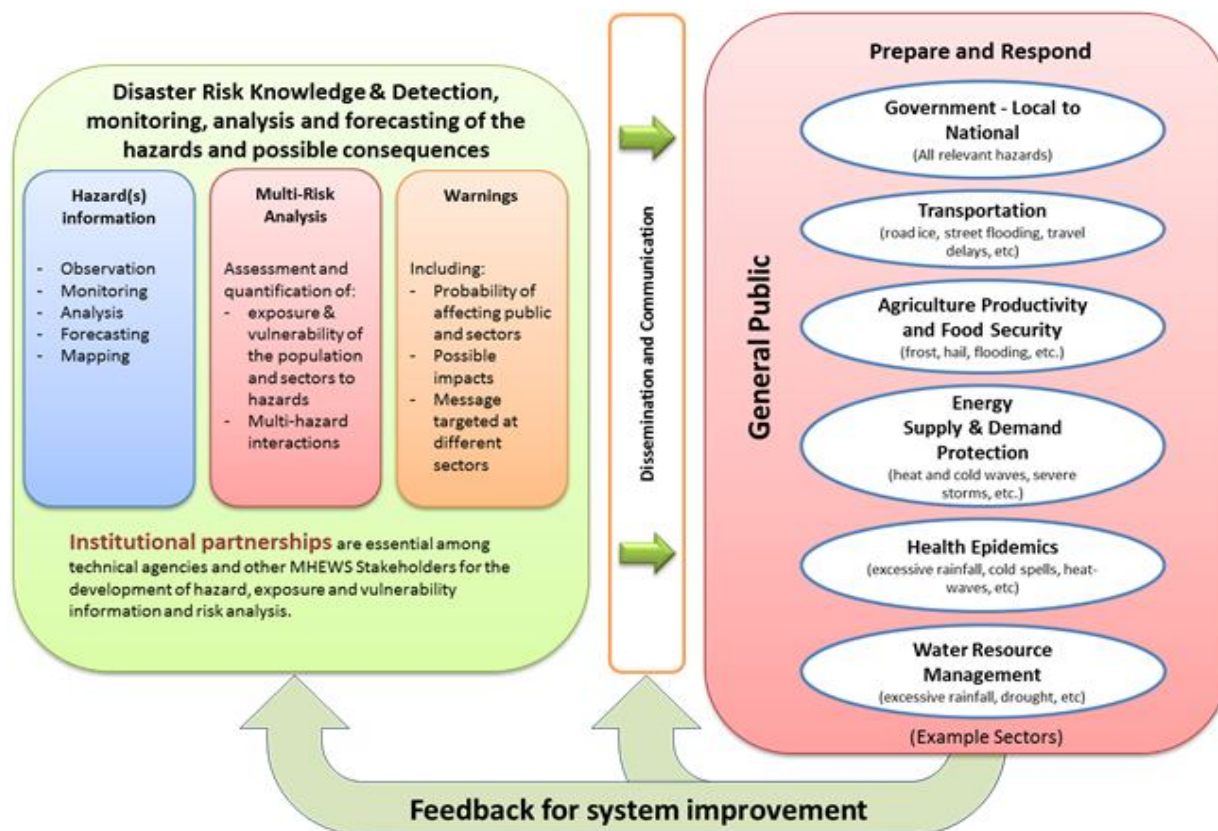 Disaster Risk Knowledge & Detection,
monitoring, analysis and forecasting of the
hazards and possible consequences
Hazard(s)
information
- Observation
- Monitoring
- Analysis
- Forecasting
- Mapping
Multi-Risk
Analysis
Assessment and
quantification of:
- exposure &
vulnerability of
the population
and sectors to
hazards
- Multi-hazard
interactions
Warnings
Including:
- Probability of
affecting public
and sectors
- Possible
impacts
- Message
targeted at
different
sectors
Institutional partnerships are essential among
technical agencies and other MHEWS Stakeholders for the
development of hazard, exposure and vulnerability
information and risk analysis.
Dissemination and Communication
General Public
Prepare and Respond
Government - Local to
National
(All relevant hazards)
Transportation
(road ice, street flooding, travel
delays, etc)
Agriculture Productivity
and Food Security
(frost, hail, flooding, etc.)
Energy
Supply & Demand
Protection
(heat and cold waves, severe
storms, etc.)
Health Epidemics
(excessive rainfall, cold spells, heat-
waves, etc)
Water Resource
Management
(excessive rainfall, drought, etc)
(Example Sectors)
Feedback for system improvement